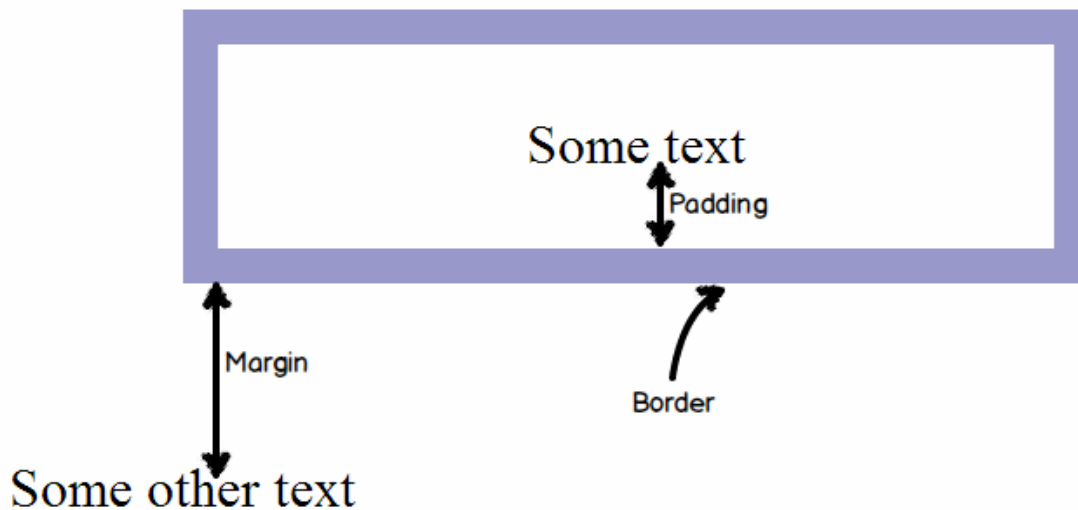 Some text
Padding
Margin
Border
Some other text